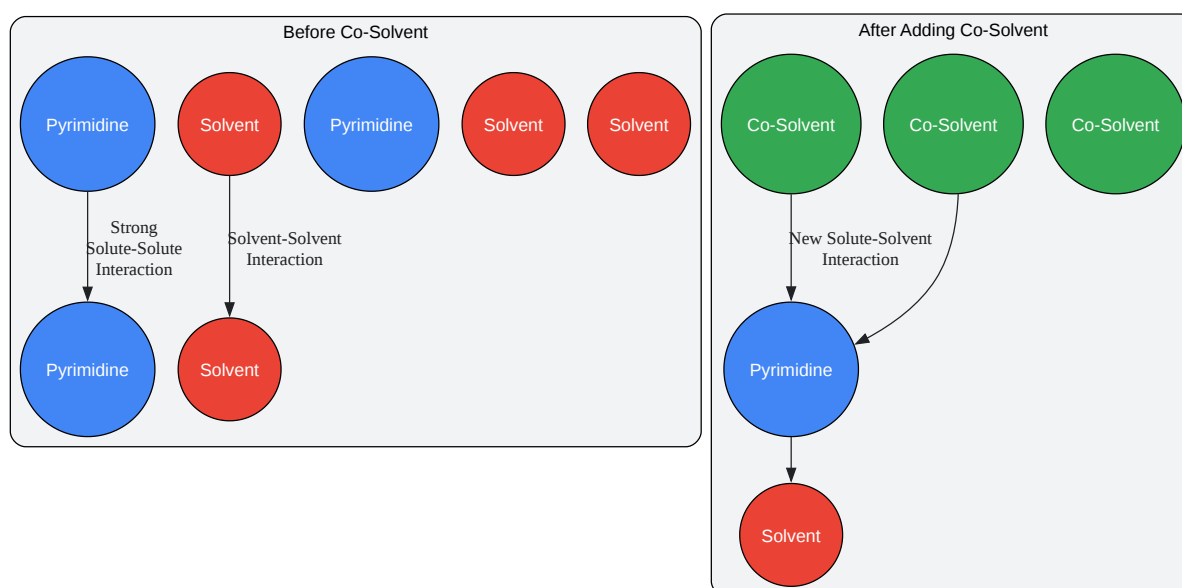 Before Co-Solvent
Pyrimidine
Solvent
Pyrimidine
Solvent
Solvent
Strong
Solute-Solute
Interaction
Solvent-Solvent
Interaction
Pyrimidine
Solvent
After Adding Co-Solvent
Co-Solvent
Co-Solvent
Co-Solvent
New Solute-Solvent
Interaction
Pyrimidine
Solvent